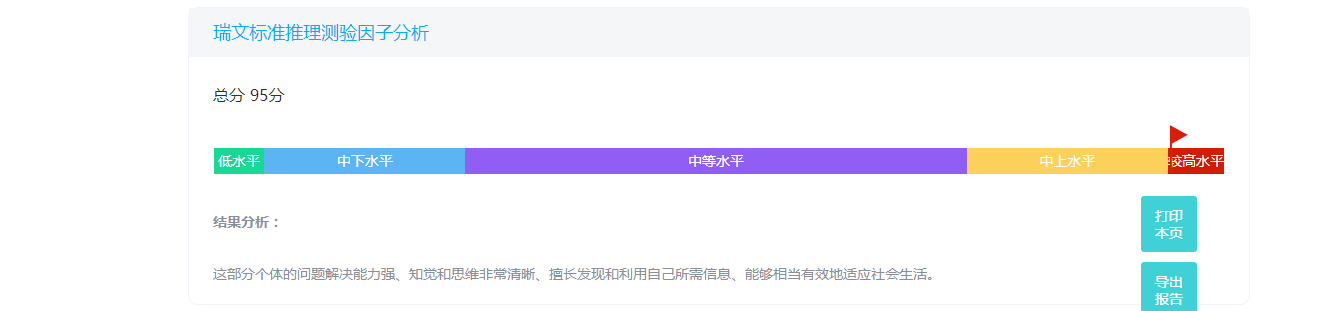 瑞文标准推理测验因子分析
总分 95分
低水平
中下水平
中等水平
中上水平
较高水平
结果分析：
这部分个体的问题解决能力强、知觉和思维非常清晰、擅长发现和利用自己所需信息、能够相当有效地适应社会生活。
打印
本页
导出
报告